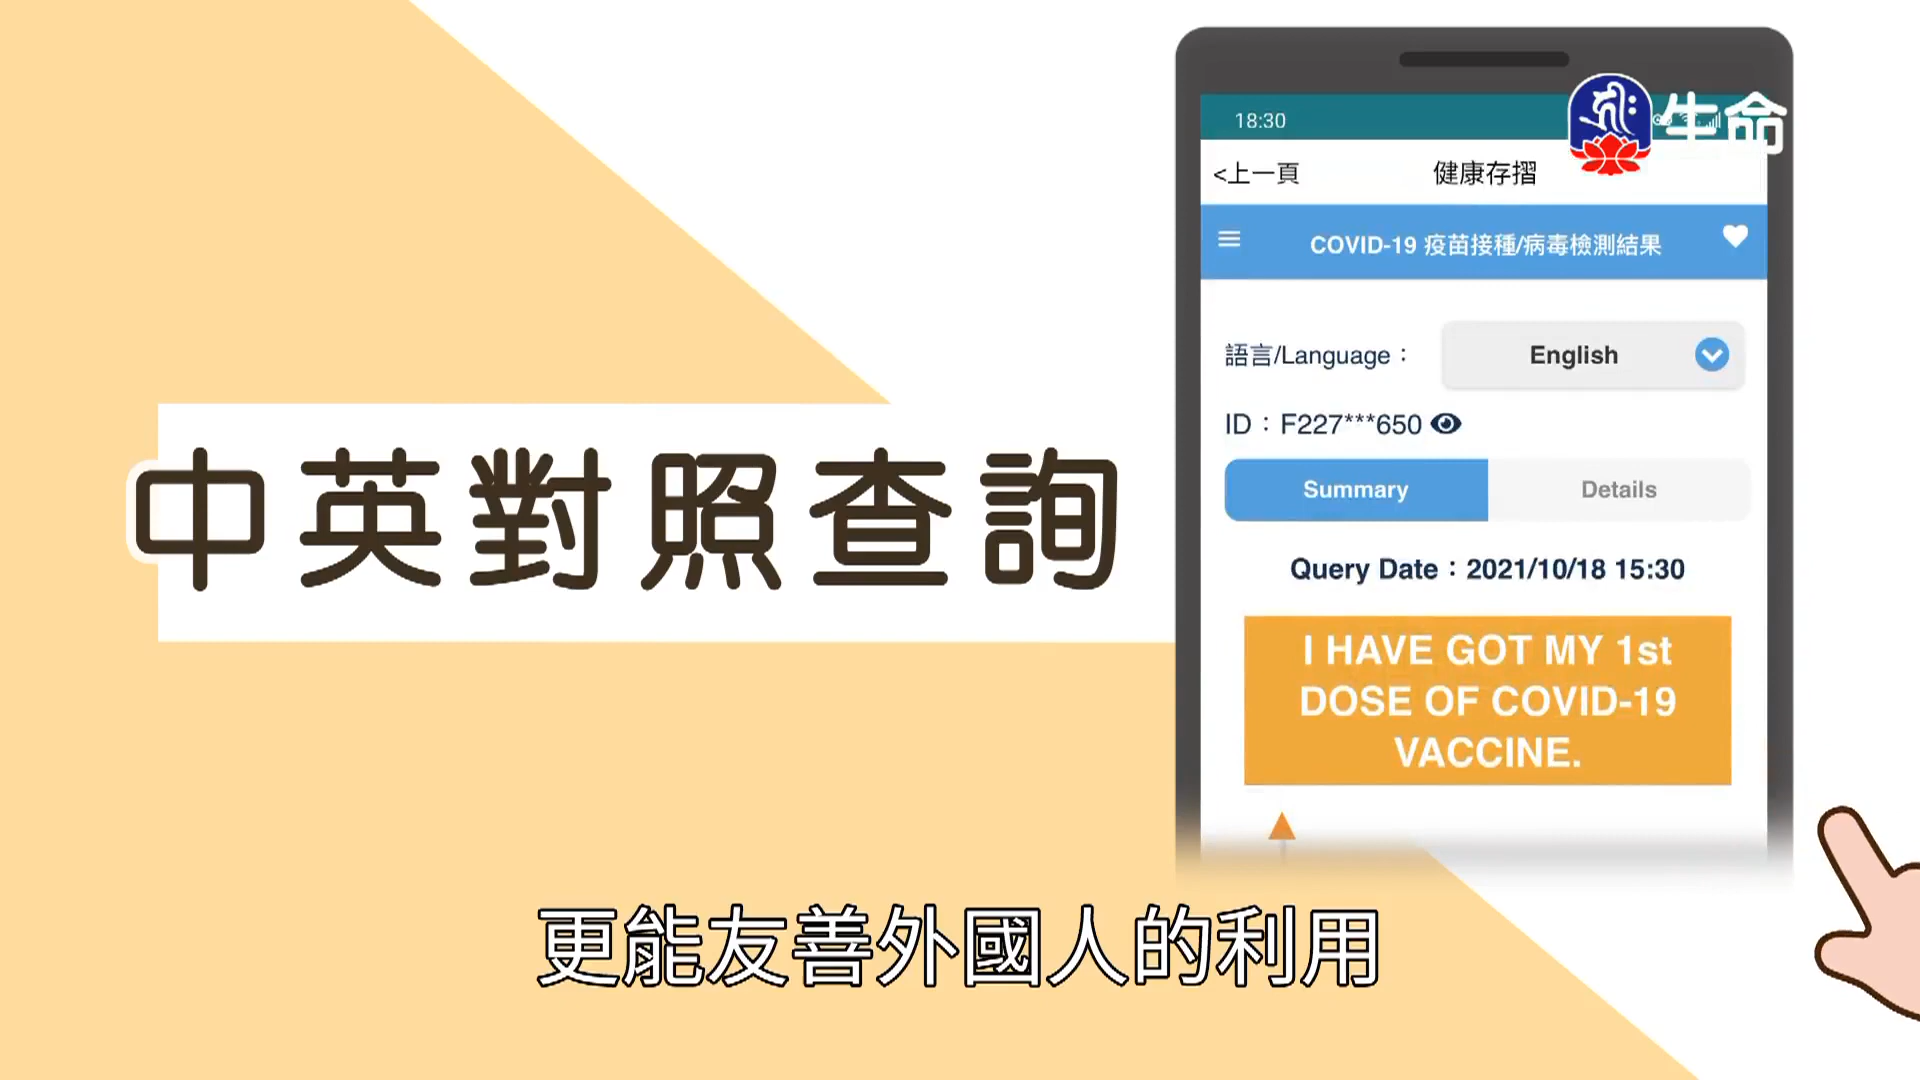 生命
18:30
<上一頁
健康存摺
COVID-19 疫苗接種/病毒檢測結果
語言/Language：
English
ID：F227***650
Summary
Details
Query Date：2021/10/18 15:30
I HAVE GOT MY 1st
DOSE OF COVID-19
VACCINE.
中英對照查詢
更能友善外國人的利用